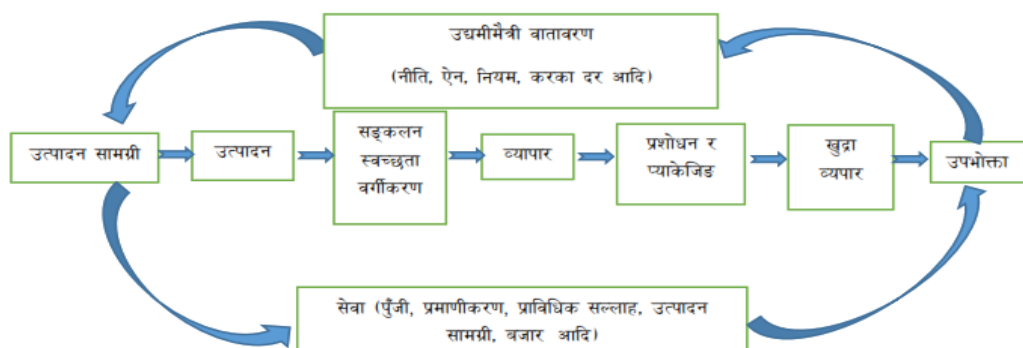 उद्यमीमैत्री वातावरण
(नीति, ऐन, नियम, करका दर आदि)
उत्पादन सामग्री
उत्पादन
सङ्कलन
स्वच्छता
वर्गीकरण
व्यापार
प्रशोधन र
प्याकेजिङ
खुद्रा
व्यपार
उपभोक्ता
सेवा (पुँजी, प्रमाणीकरण, प्राविधिक सल्लाह, उत्पादन
सामग्री, बजार आदि)